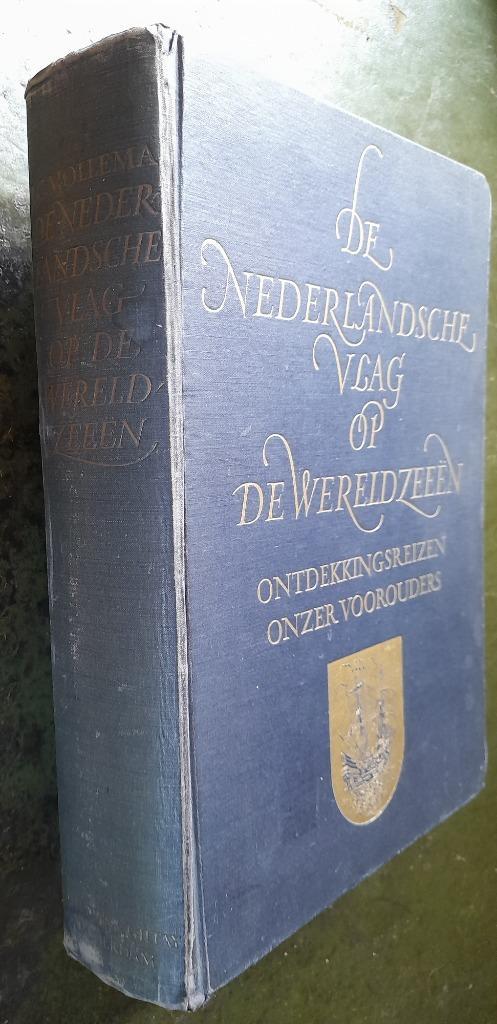 MOLLEMA
DE NEDER-
LANDSCHE
VLAG
OP DE
WERELD-
ZEEËN
DE
NEDERLANDSCHE
VLAG
OP
DE WERELDZEEËN
ONTDEKKINGSREIZEN
ONZER VOOROUDERS